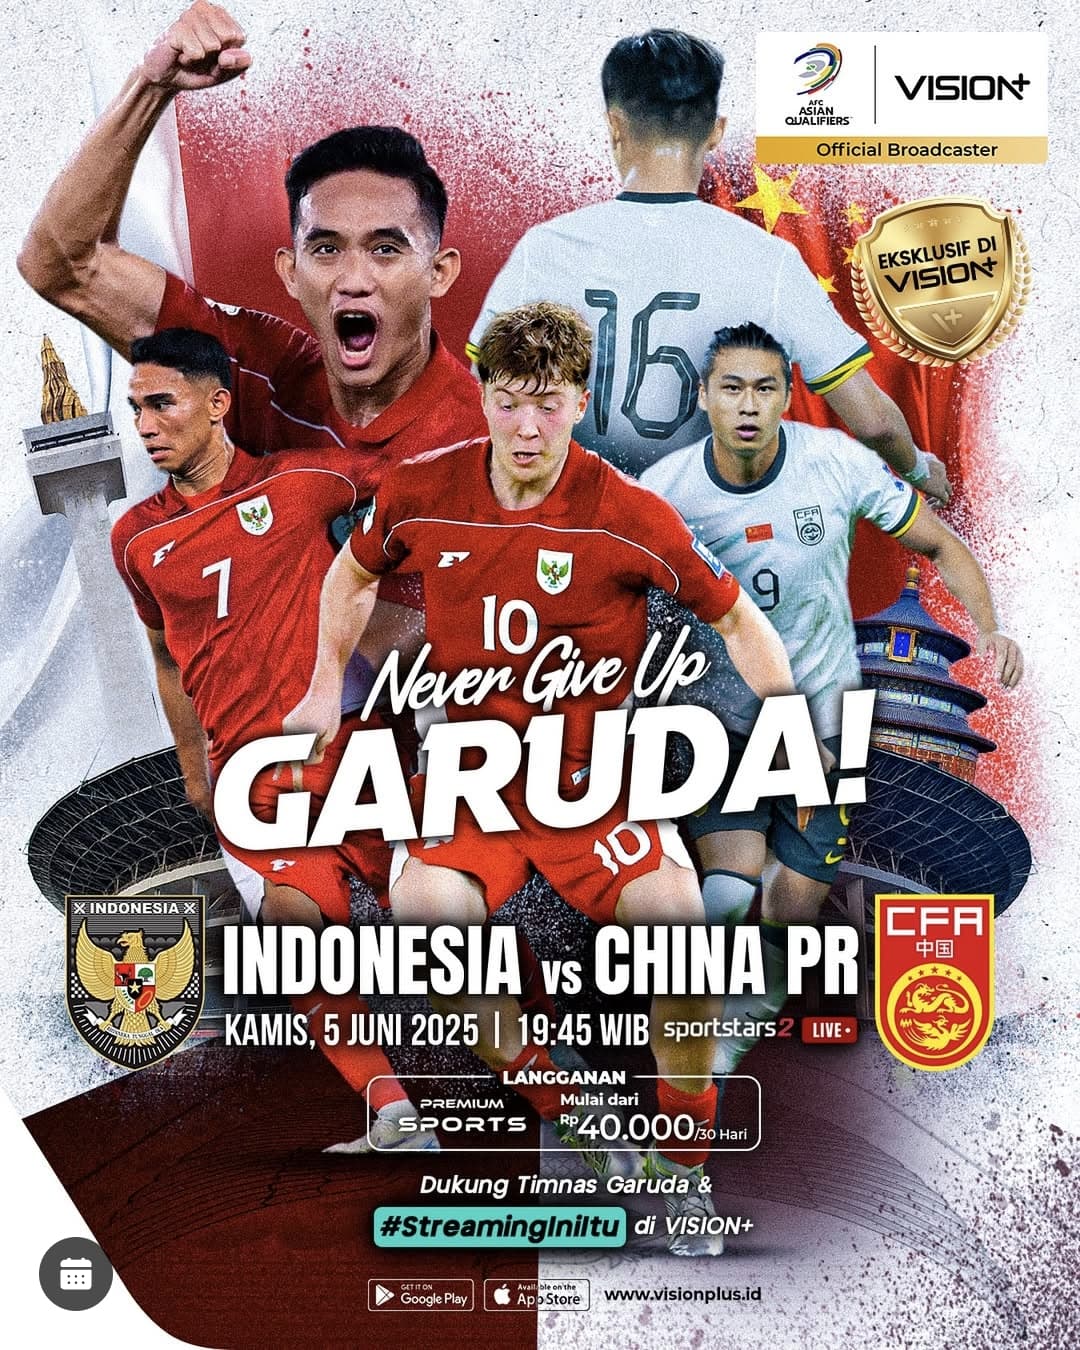 AFC
ASIAN
QUALIFIERS
VISION+
Official Broadcaster
EKSKLUSIF DI
VISION+
V+
16
7
10
CFA
9
Never Give Up
GARUDA!
10
INDONESIA
CFA
中国
INDONESIA VS CHINA PR
KAMIS, 5 JUNI 2025 | 19:45 WIB sportstars2 LIVE
LANGGANAN
PREMIUM
SPORTS
Mulai dari
Rp40.000/30 Hari
Dukung Timnas Garuda &
#StreamingIniItu di VISION+
GET IT ON
Google Play
Available on the
App Store
www.visionplus.id